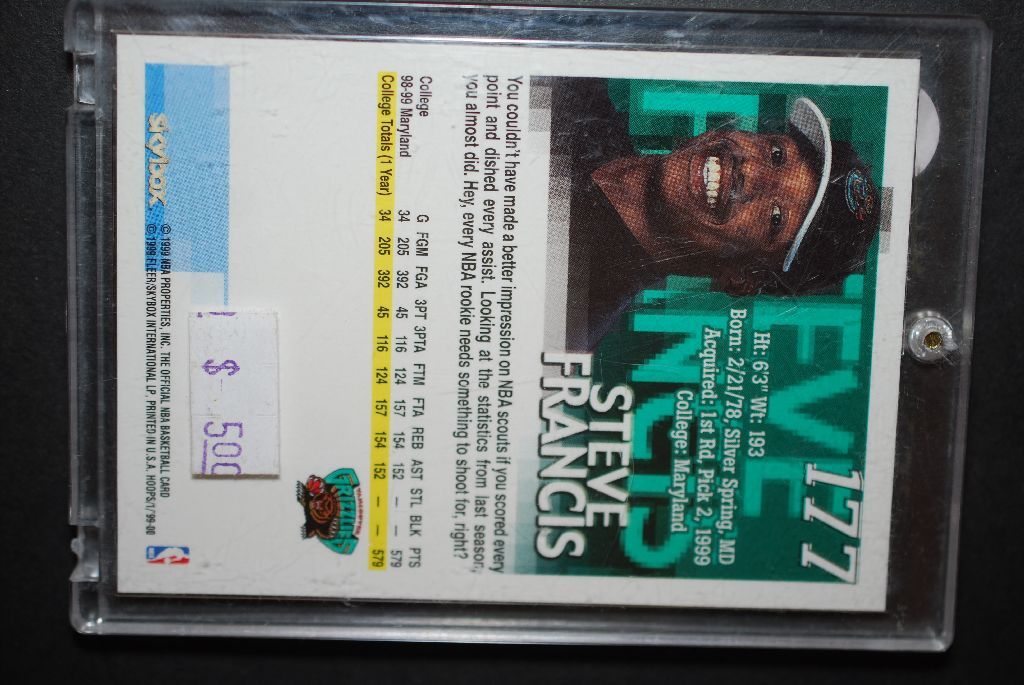 177
Ht: 6'3" Wt: 193
Born: 2/21/78, Silver Spring, MD
Acquired: 1st Rd, Pick 2, 1999
College: Maryland
STEVE
FRANCIS
You couldn't have made a better impression on NBA scouts if you scored every
point and dished every assist. Looking at the statistics from last season,
you almost did. Hey, every NBA rookie needs something to shoot for, right?
College G FGM FGA 3PT 3PTA FTM FTA REB AST STL BLK PTS
98-99 Maryland 34 205 392 45 116 124 157 154 152 — — 579
College Totals (1 Year) 34 205 392 45 116 124 157 154 152 — — 579
GRIZZLIES
skybox
© 1999 NBA PROPERTIES, INC. THE OFFICIAL NBA BASKETBALL CARD
© 1999 FLEER/SKYBOX INTERNATIONAL LP. PRINTED IN U.S.A. HOOPS/1/99-00
$-.500